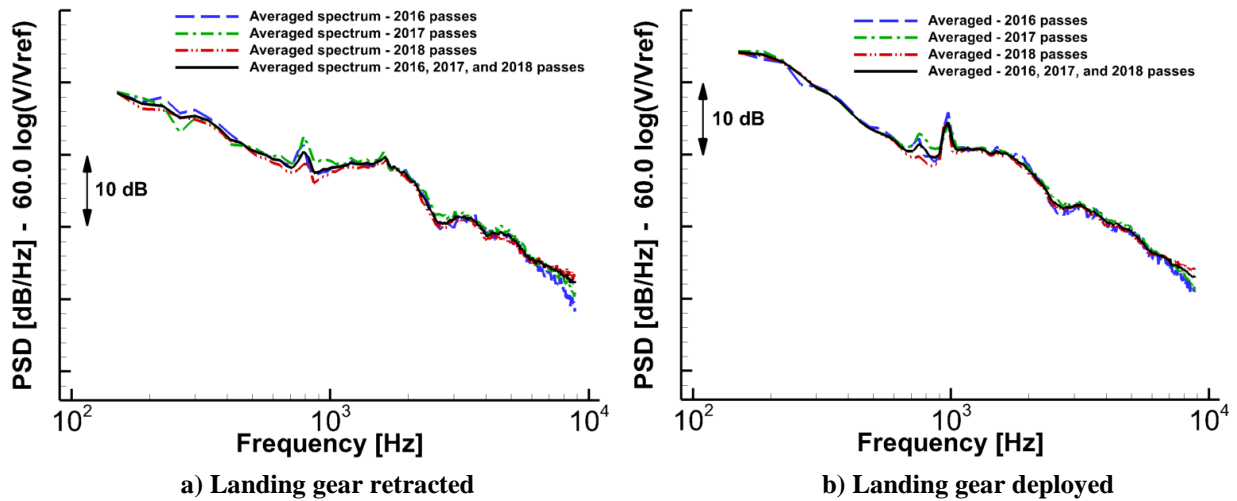 Averaged spectrum - 2016 passes
Averaged spectrum - 2017 passes
Averaged spectrum - 2018 passes
Averaged spectrum - 2016, 2017, and 2018 passes
10 dB
PSD [dB/Hz] - 60.0 log(V/Vref)
10² 10³ 10⁴
Frequency [Hz]
a) Landing gear retracted
Averaged - 2016 passes
Averaged - 2017 passes
Averaged - 2018 passes
Averaged - 2016, 2017, and 2018 passes
10 dB
PSD [dB/Hz] - 60.0 log(V/Vref)
10² 10³ 10⁴
Frequency [Hz]
b) Landing gear deployed